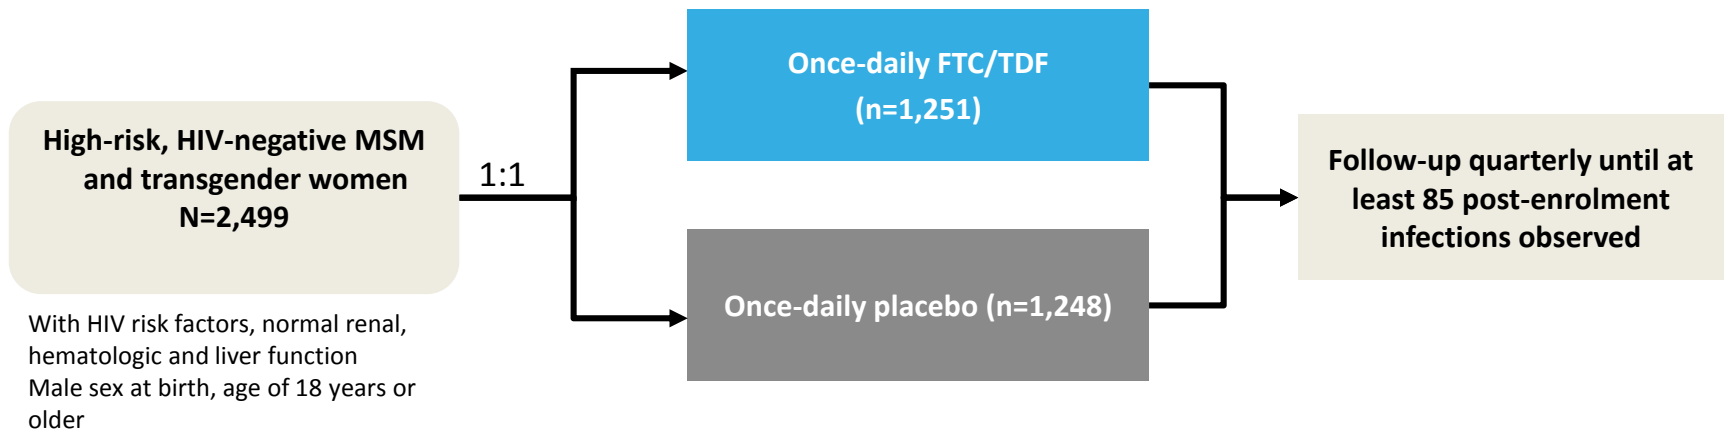 High-risk, HIV-negative MSM
and transgender women
N=2,499
With HIV risk factors, normal renal,
hematologic and liver function
Male sex at birth, age of 18 years or
older
1:1
Once-daily FTC/TDF
(n=1,251)
Once-daily placebo (n=1,248)
Follow-up quarterly until at
least 85 post-enrolment
infections observed